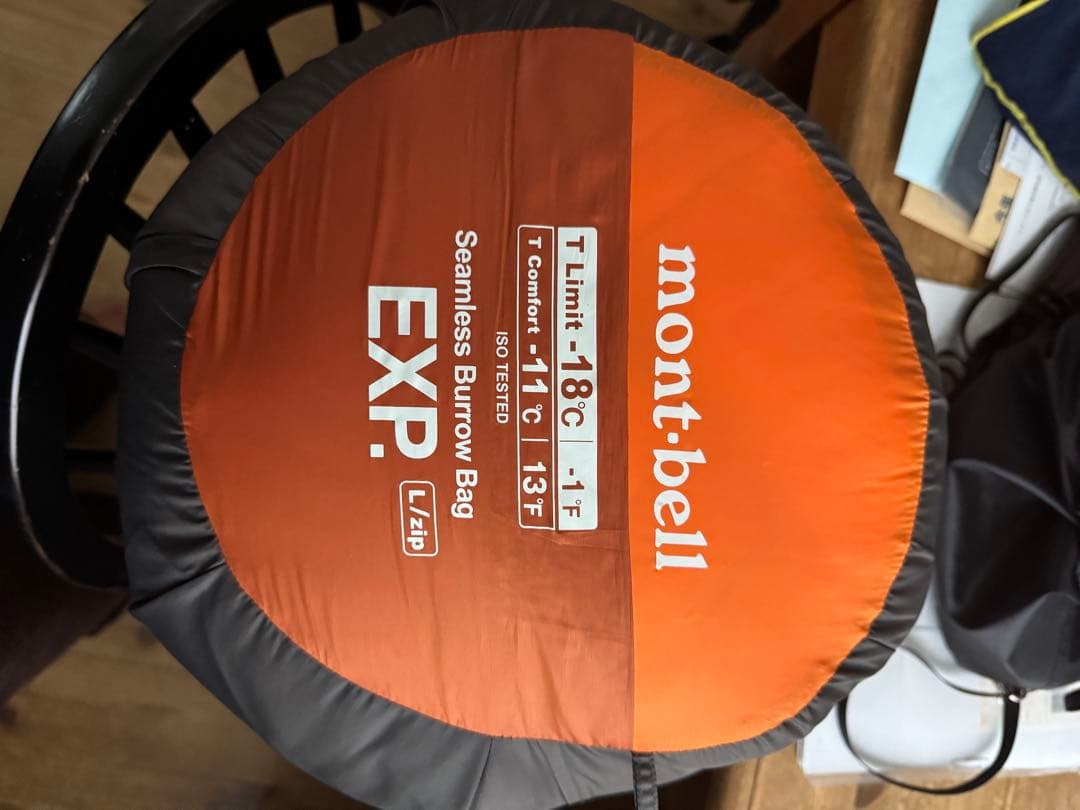 mont-bell
T Limit -18℃ | -1℉
T Comfort -11℃ | 13℉
ISO TESTED
Seamless Burrow Bag
EXP. L/zip